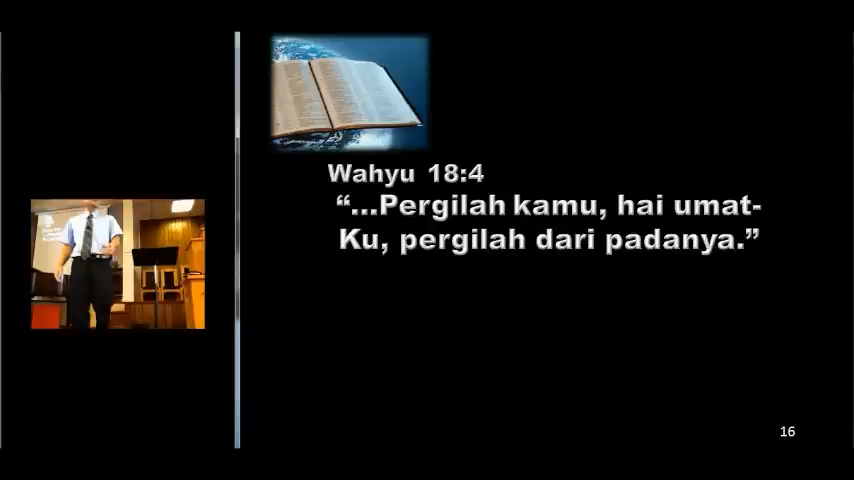 Wahyu 18:4
“...Pergilah kamu, hai umat-
Ku, pergilah dari padanya.”
16